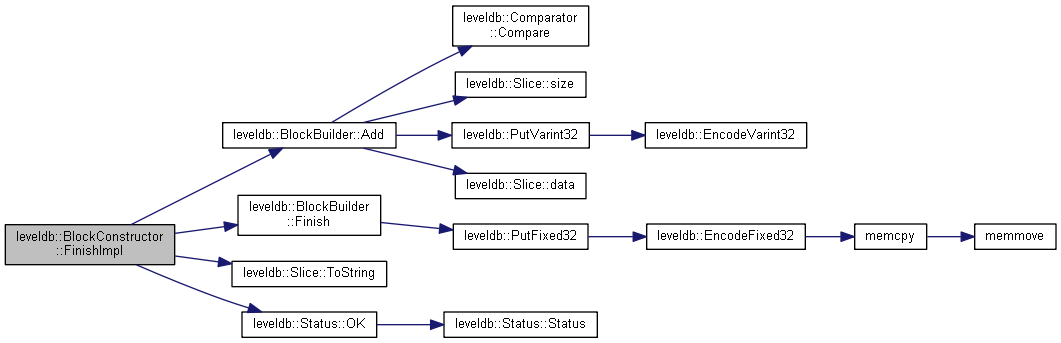 leveldb::Comparator
::Compare
leveldb::Slice::size
leveldb::BlockBuilder::Add
leveldb::PutVarint32
leveldb::EncodeVarint32
leveldb::Slice::data
leveldb::BlockBuilder
::Finish
leveldb::BlockConstructor
::FinishImpl
leveldb::PutFixed32
leveldb::EncodeFixed32
memcpy
memmove
leveldb::Slice::ToString
leveldb::Status::OK
leveldb::Status::Status